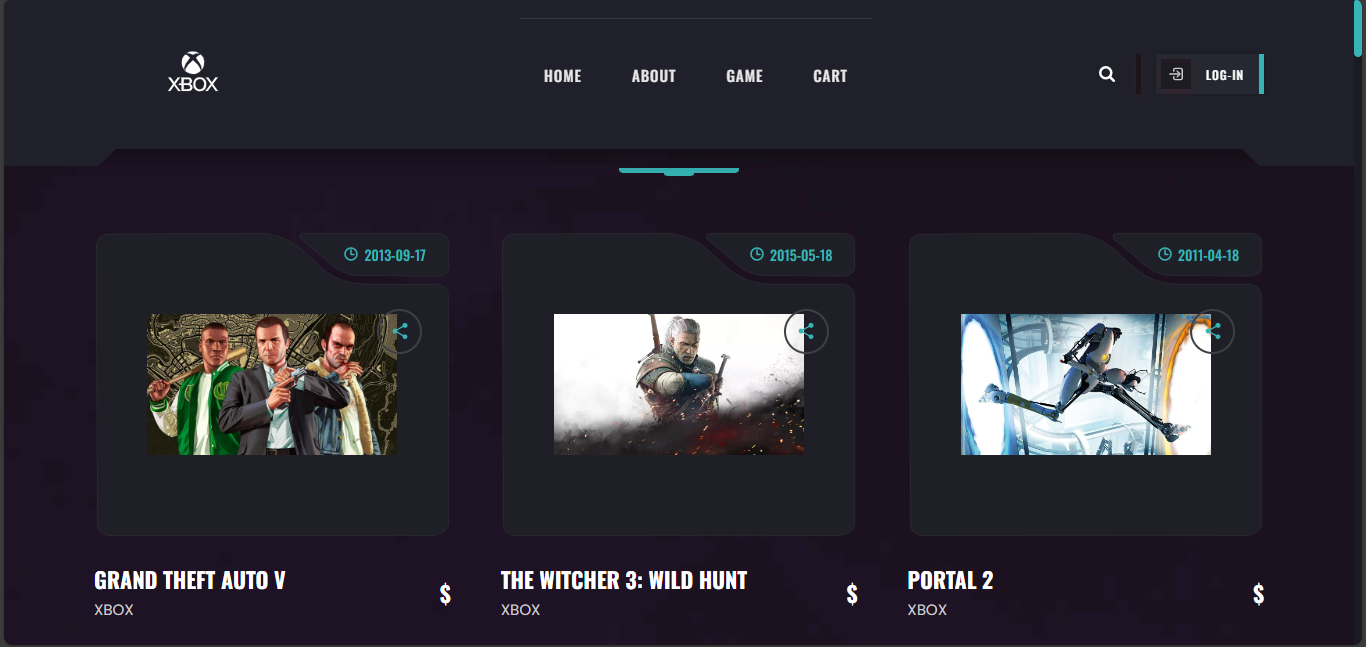 XBOX
HOME ABOUT GAME CART
LOG-IN
2013-09-17
2015-05-18
2011-04-18
GRAND THEFT AUTO V
XBOX
$
THE WITCHER 3: WILD HUNT
XBOX
$
PORTAL 2
XBOX
$